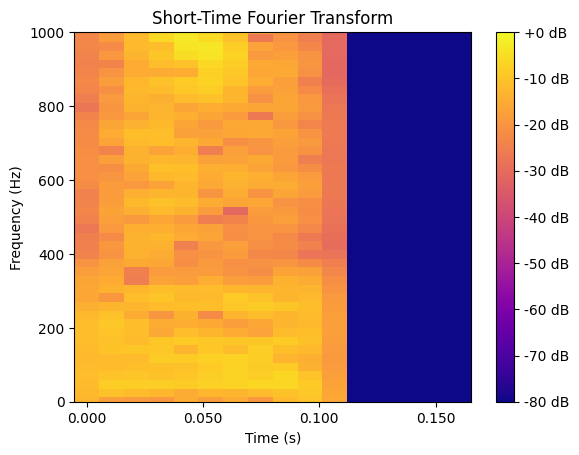 Short-Time Fourier Transform
Frequency (Hz)
1000
800
600
400
200
0
0.000
0.050
0.100
0.150
Time (s)
+0 dB
-10 dB
-20 dB
-30 dB
-40 dB
-50 dB
-60 dB
-70 dB
-80 dB